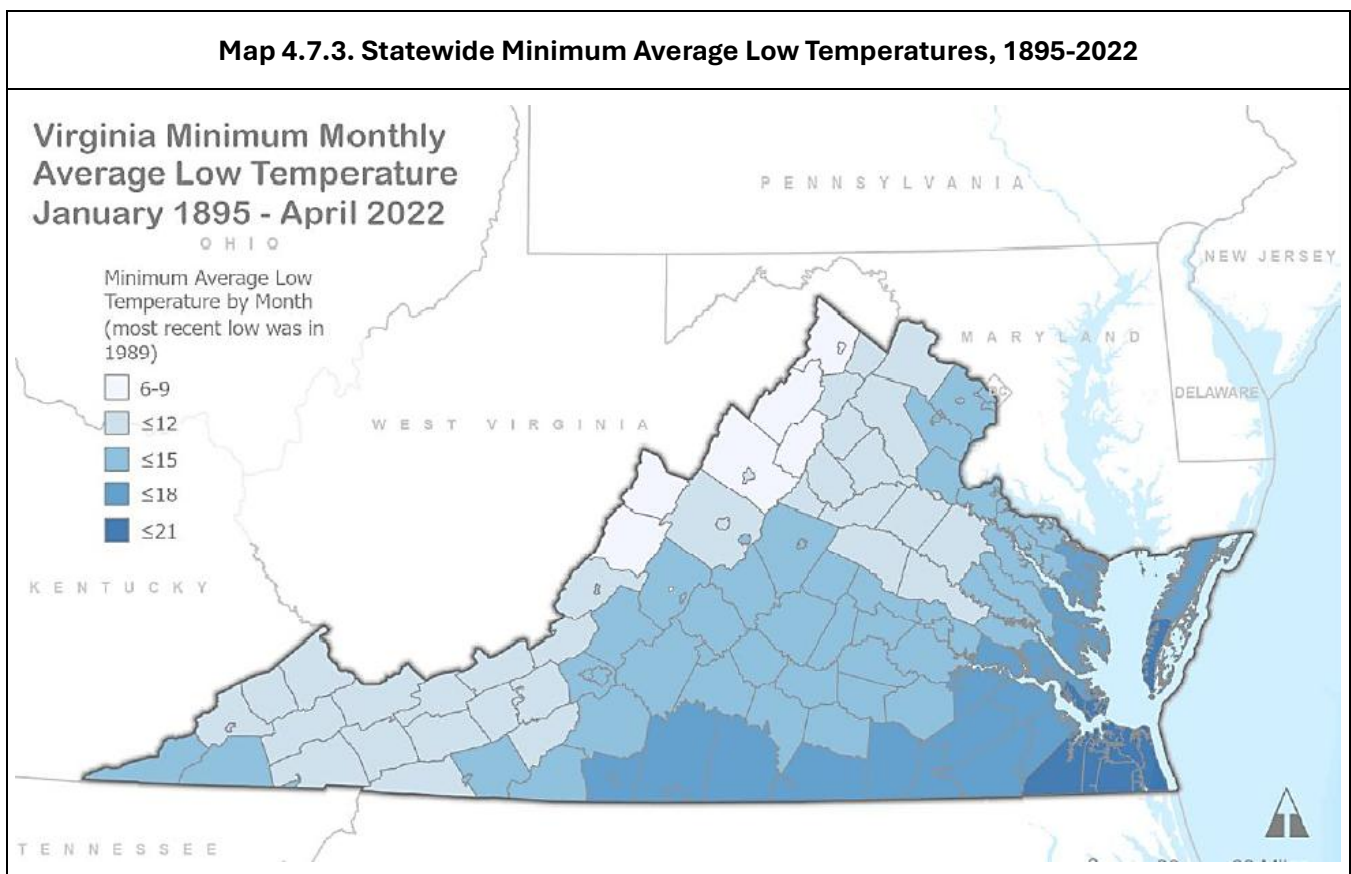 Map 4.7.3. Statewide Minimum Average Low Temperatures, 1895-2022
Virginia Minimum Monthly
Average Low Temperature
January 1895 - April 2022
Minimum Average Low
Temperature by Month
(most recent low was in
1989)
6-9
≤12
≤15
≤18
≤21
OHIO
PENNSYLVANIA
NEW JERSEY
MARYLAND
DELAWARE
WEST VIRGINIA
KENTUCKY
TENNESSEE